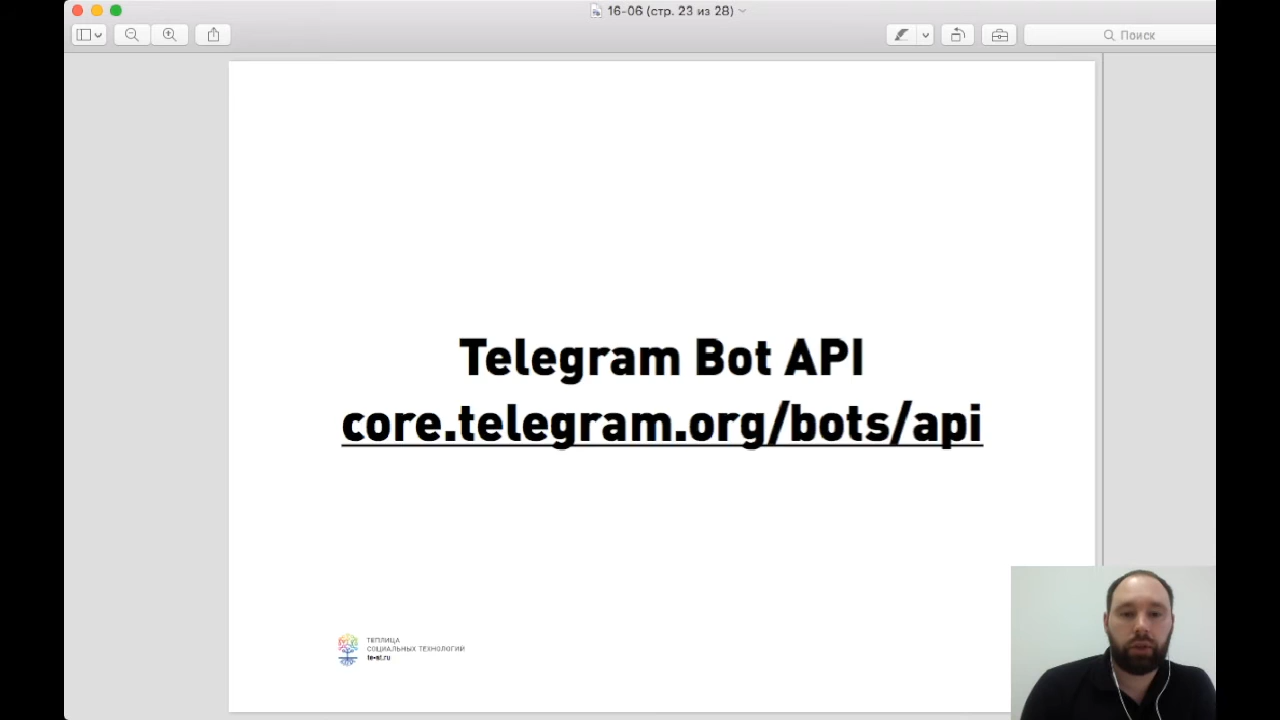 16-06 (стр. 23 из 28)
Поиск
Telegram Bot API
core.telegram.org/bots/api
ТЕПЛИЦА
СОЦИАЛЬНЫХ ТЕХНОЛОГИЙ
te-st.ru